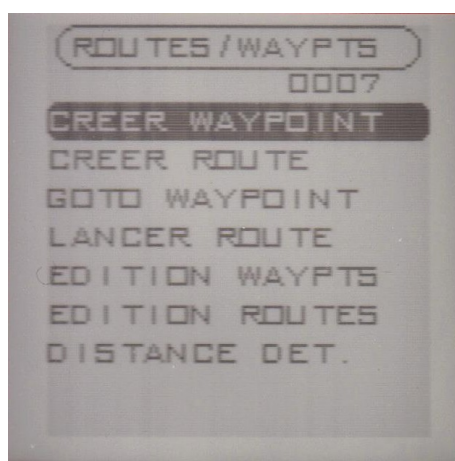 ROUTES/WAYPTS
0007
CREER WAYPOINT
CREER ROUTE
GOTO WAYPOINT
LANCER ROUTE
EDITION WAYPTS
EDITION ROUTES
DISTANCE DET.